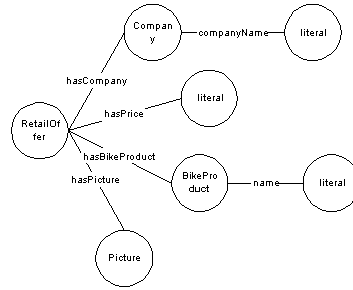 Compan
y
companyName
literal
hasCompany
hasPrice
literal
RetailOf
fer
hasBikeProduct
hasPicture
BikePro
duct
name
literal
Picture